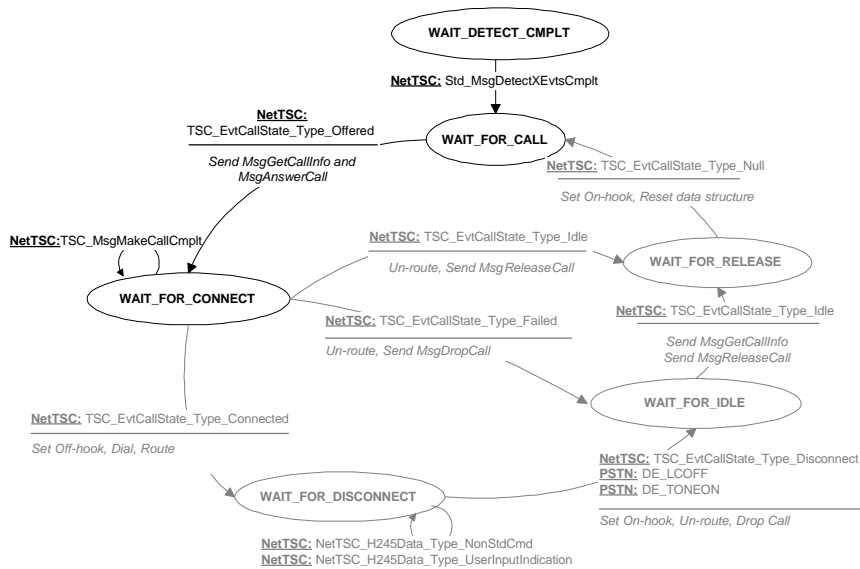 WAIT_DETECT_CMPLT
NetTSC: Std_MsgDetectXEvtsCmplt
NetTSC:
TSC_EvtCallState_Type_Offered
WAIT_FOR_CALL
Send MsgGetCallInfo and
MsgAnswerCall
NetTSC: TSC_EvtCallState_Type_Null
Set On-hook, Reset data structure
NetTSC:TSC_MsgMakeCallCmplt
NetTSC: TSC_EvtCallState_Type_Idle
Un-route, Send MsgReleaseCall
WAIT_FOR_RELEASE
WAIT_FOR_CONNECT
NetTSC: TSC_EvtCallState_Type_Failed
Un-route, Send MsgDropCall
NetTSC: TSC_EvtCallState_Type_Idle
Send MsgGetCallInfo
Send MsgReleaseCall
WAIT_FOR_IDLE
NetTSC: TSC_EvtCallState_Type_Connected
Set Off-hook, Dial, Route
NetTSC: TSC_EvtCallState_Type_Disconnect
PSTN: DE_LCOFF
PSTN: DE_TONEON
Set On-hook, Un-route, Drop Call
WAIT_FOR_DISCONNECT
NetTSC: NetTSC_H245Data_Type_NonStdCmd
NetTSC: NetTSC_H245Data_Type_UserInputIndication